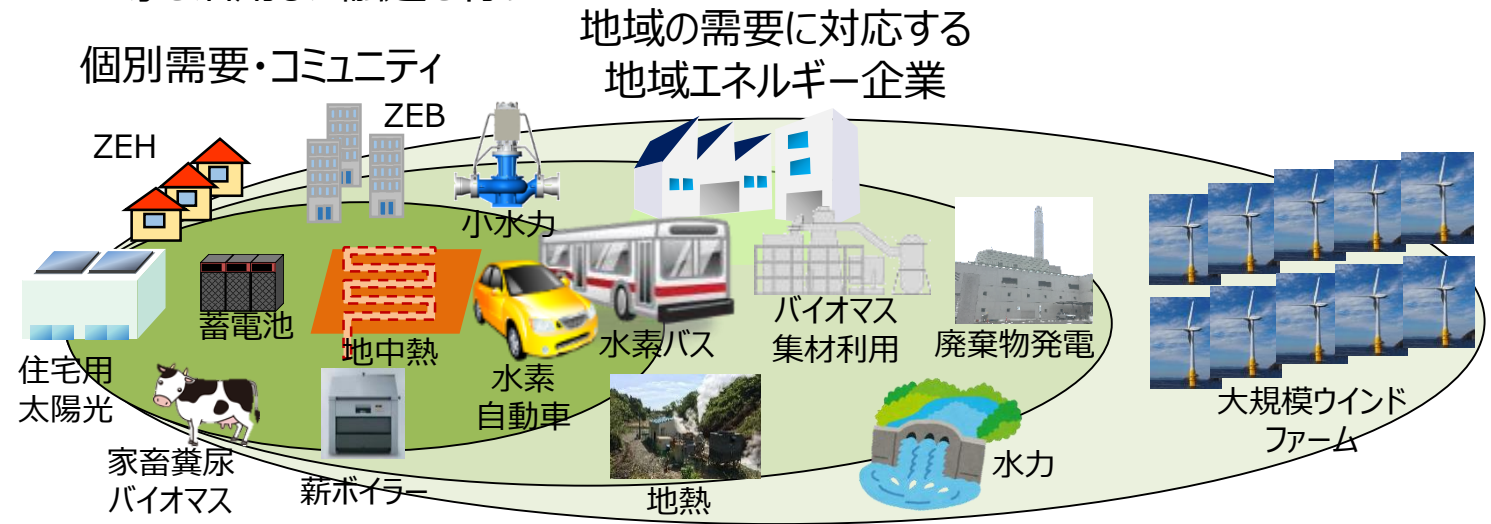 地域の需要に対応する
地域エネルギー企業
個別需要・コミュニティ
ZEB
ZEH
小水力
蓄電池
地中熱
水素バス
バイオマス
集材利用
廃棄物発電
住宅用
太陽光
水素
自動車
大規模ウインド
ファーム
家畜糞尿
バイオマス
薪ボイラー
地熱
水力